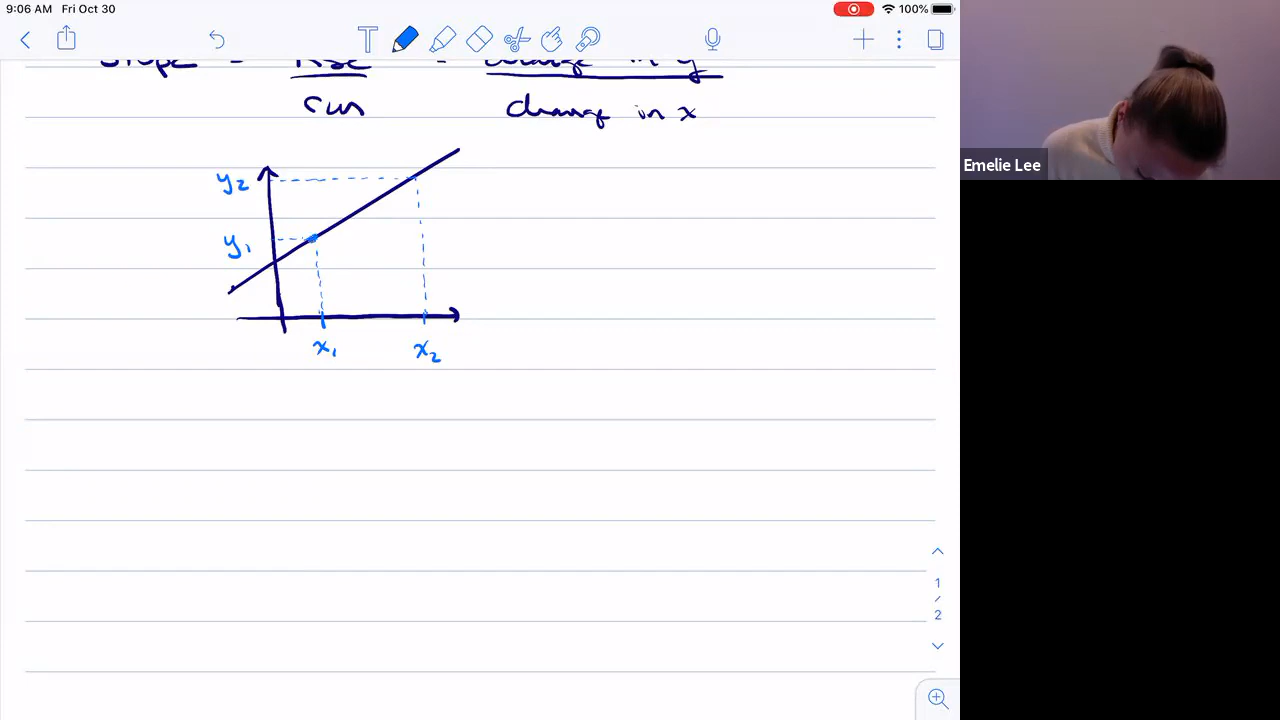 9:06 AM Fri Oct 30 100%
T
slope = rise = change in y
run change in x
y2
y1
x1 x2
1
/
2
Emelie Lee